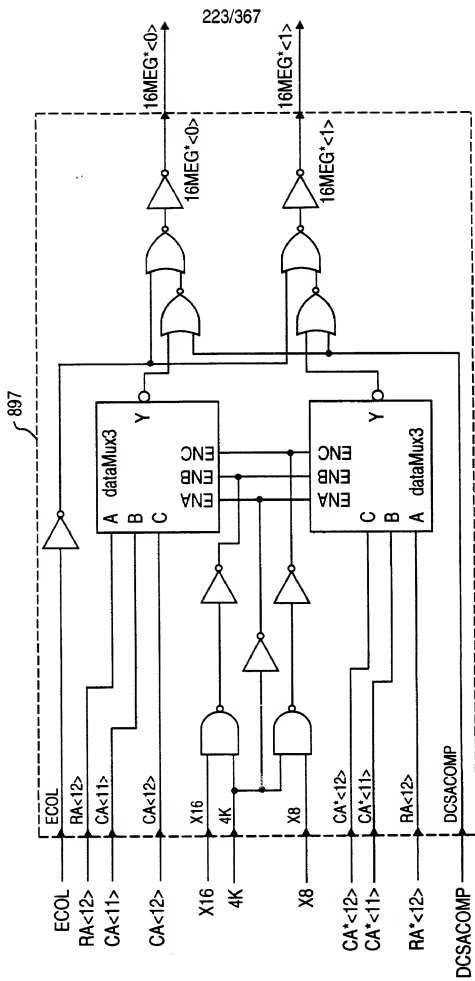 223/367
897
ECOL
RA<12>
CA<11>
CA<12>
X16
4K
X8
CA*<12>
CA*<11>
RA*<12>
DCSACOMP
ECOL
RA<12>
CA<11>
CA<12>
X16
4K
X8
CA*<12>
CA*<11>
RA<12>
DCSACOMP
dataMux3
A
B
C
Y
ENA
ENB
ENC
dataMux3
C
B
A
Y
ENA
ENB
ENC
16MEG*<0>
16MEG*<0>
16MEG*<1>
16MEG*<1>